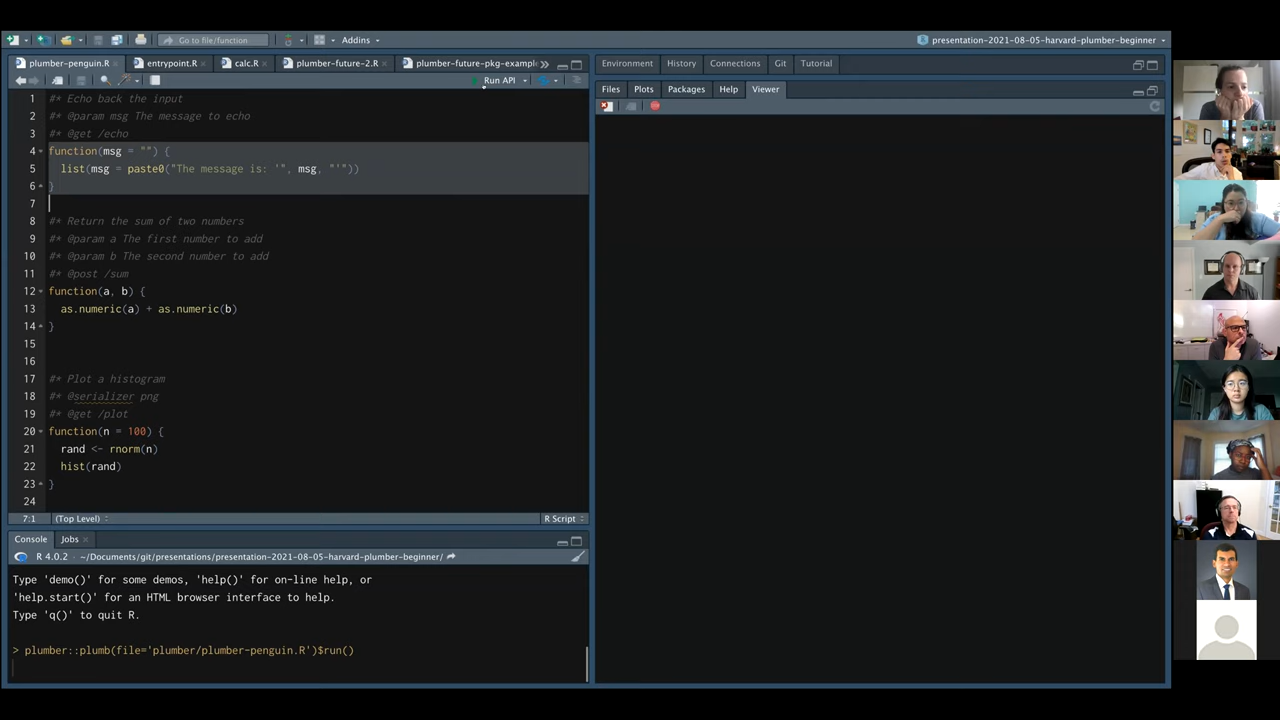 Go to file/function
Addins
presentation-2021-08-05-harvard-plumber-beginner
plumber-penguin.R
entrypoint.R
calc.R
plumber-future-2.R
plumber-future-pkg-example
Run API
1 #* Echo back the input
2 #* @param msg The message to echo
3 #* @get /echo
4 function(msg = "") {
5 list(msg = paste0("The message is: '", msg, "'"))
6 }
7
8 #* Return the sum of two numbers
9 #* @param a The first number to add
10 #* @param b The second number to add
11 #* @post /sum
12 function(a, b) {
13 as.numeric(a) + as.numeric(b)
14 }
15
16
17 #* Plot a histogram
18 #* @serializer png
19 #* @get /plot
20 function(n = 100) {
21 rand <- rnorm(n)
22 hist(rand)
23 }
24
7:1 (Top Level) R Script
Console Jobs
R 4.0.2 · ~/Documents/git/presentations/presentation-2021-08-05-harvard-plumber-beginner/
Type 'demo()' for some demos, 'help()' for on-line help, or
'help.start()' for an HTML browser interface to help.
Type 'q()' to quit R.
> plumber::plumb(file='plumber/plumber-penguin.R')$run()
Environment History Connections Git Tutorial
Files Plots Packages Help Viewer